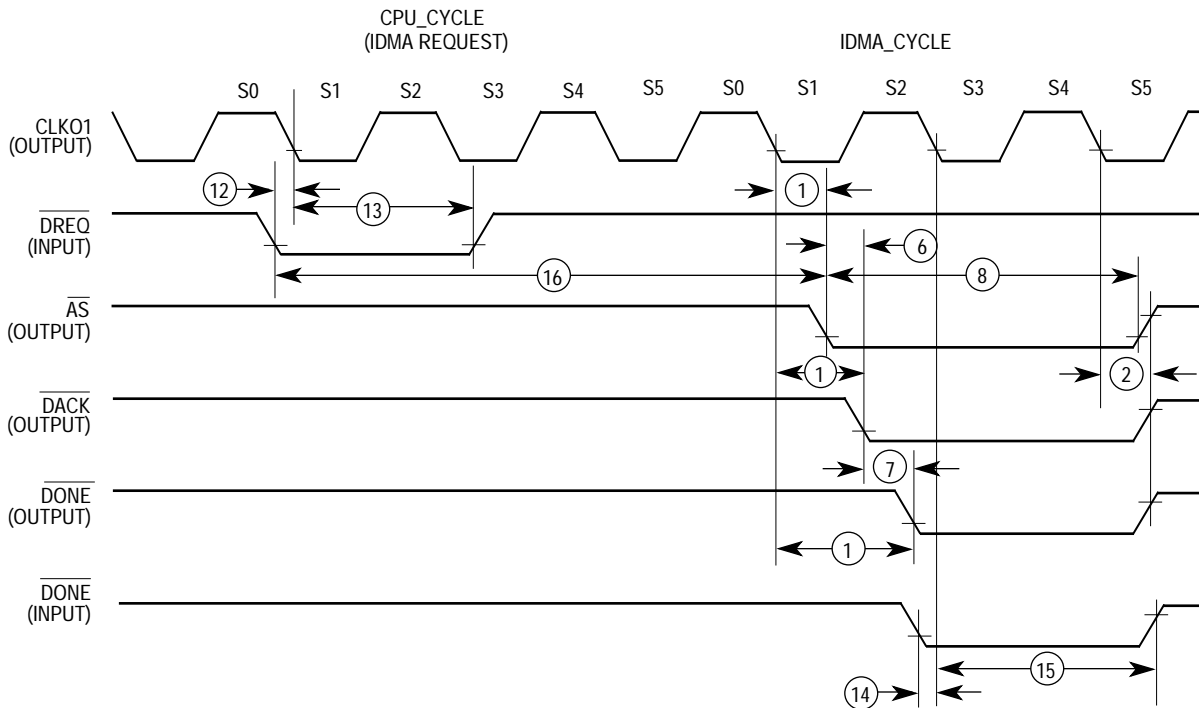 CPU_CYCLE
(IDMA REQUEST)
IDMA_CYCLE
S0 S1 S2 S3 S4 S5 S0 S1 S2 S3 S4 S5
CLKO1
(OUTPUT)
12
13
1
DREQ
(INPUT)
6
16
8
AS
(OUTPUT)
1
2
DACK
(OUTPUT)
7
DONE
(OUTPUT)
1
DONE
(INPUT)
15
14